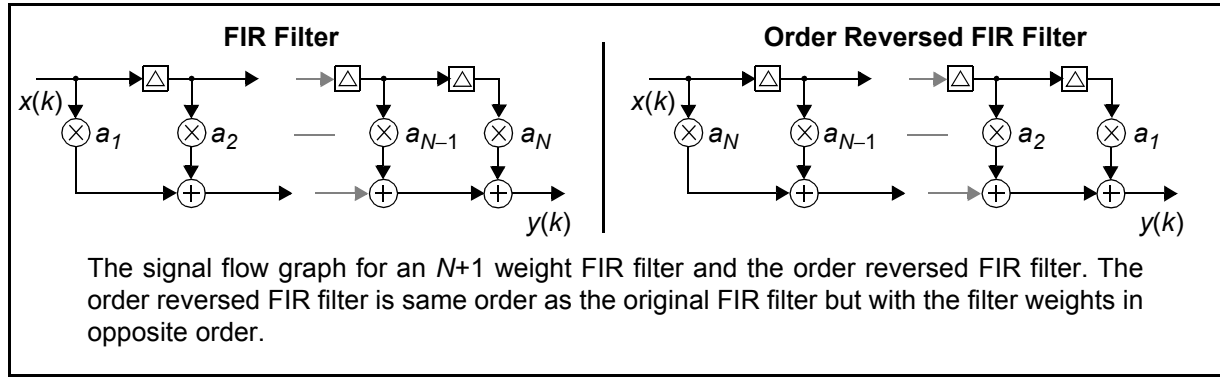 FIR Filter
Order Reversed FIR Filter
x(k) a1 a2 aN–1 aN
y(k)
x(k) aN aN–1 a2 a1
y(k)
The signal flow graph for an N+1 weight FIR filter and the order reversed FIR filter. The
order reversed FIR filter is same order as the original FIR filter but with the filter weights in
opposite order.